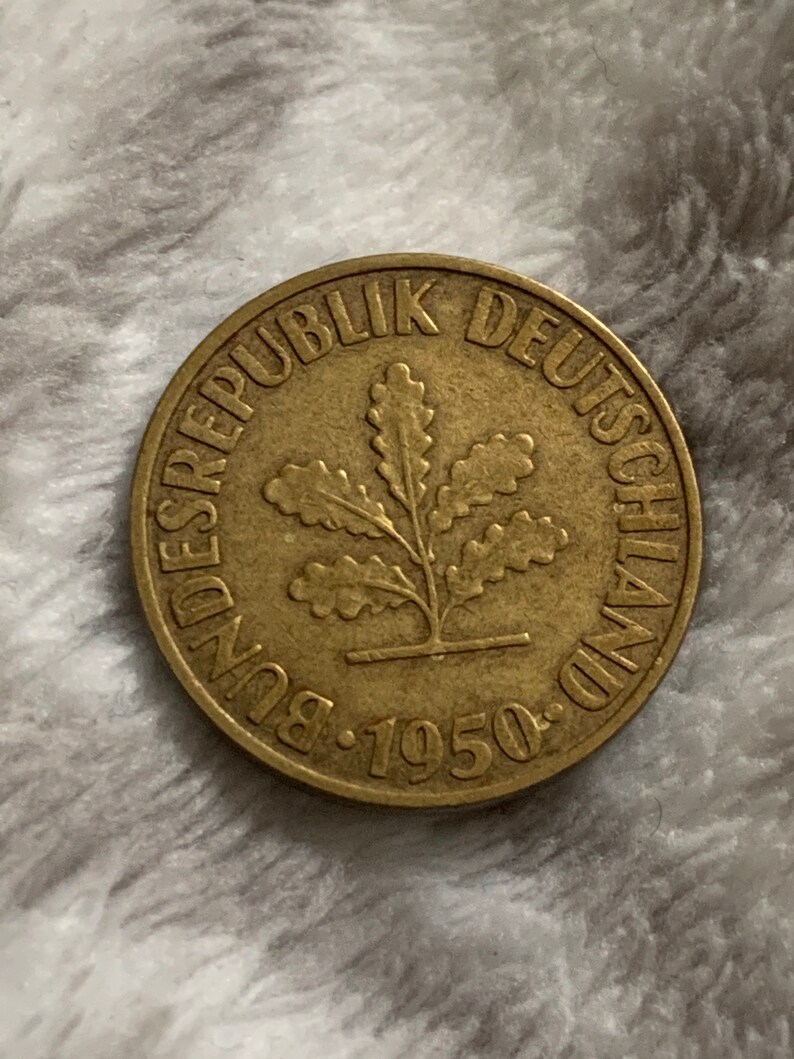 BUNDESREPUBLIK DEUTSCHLAND
· 1950 ·